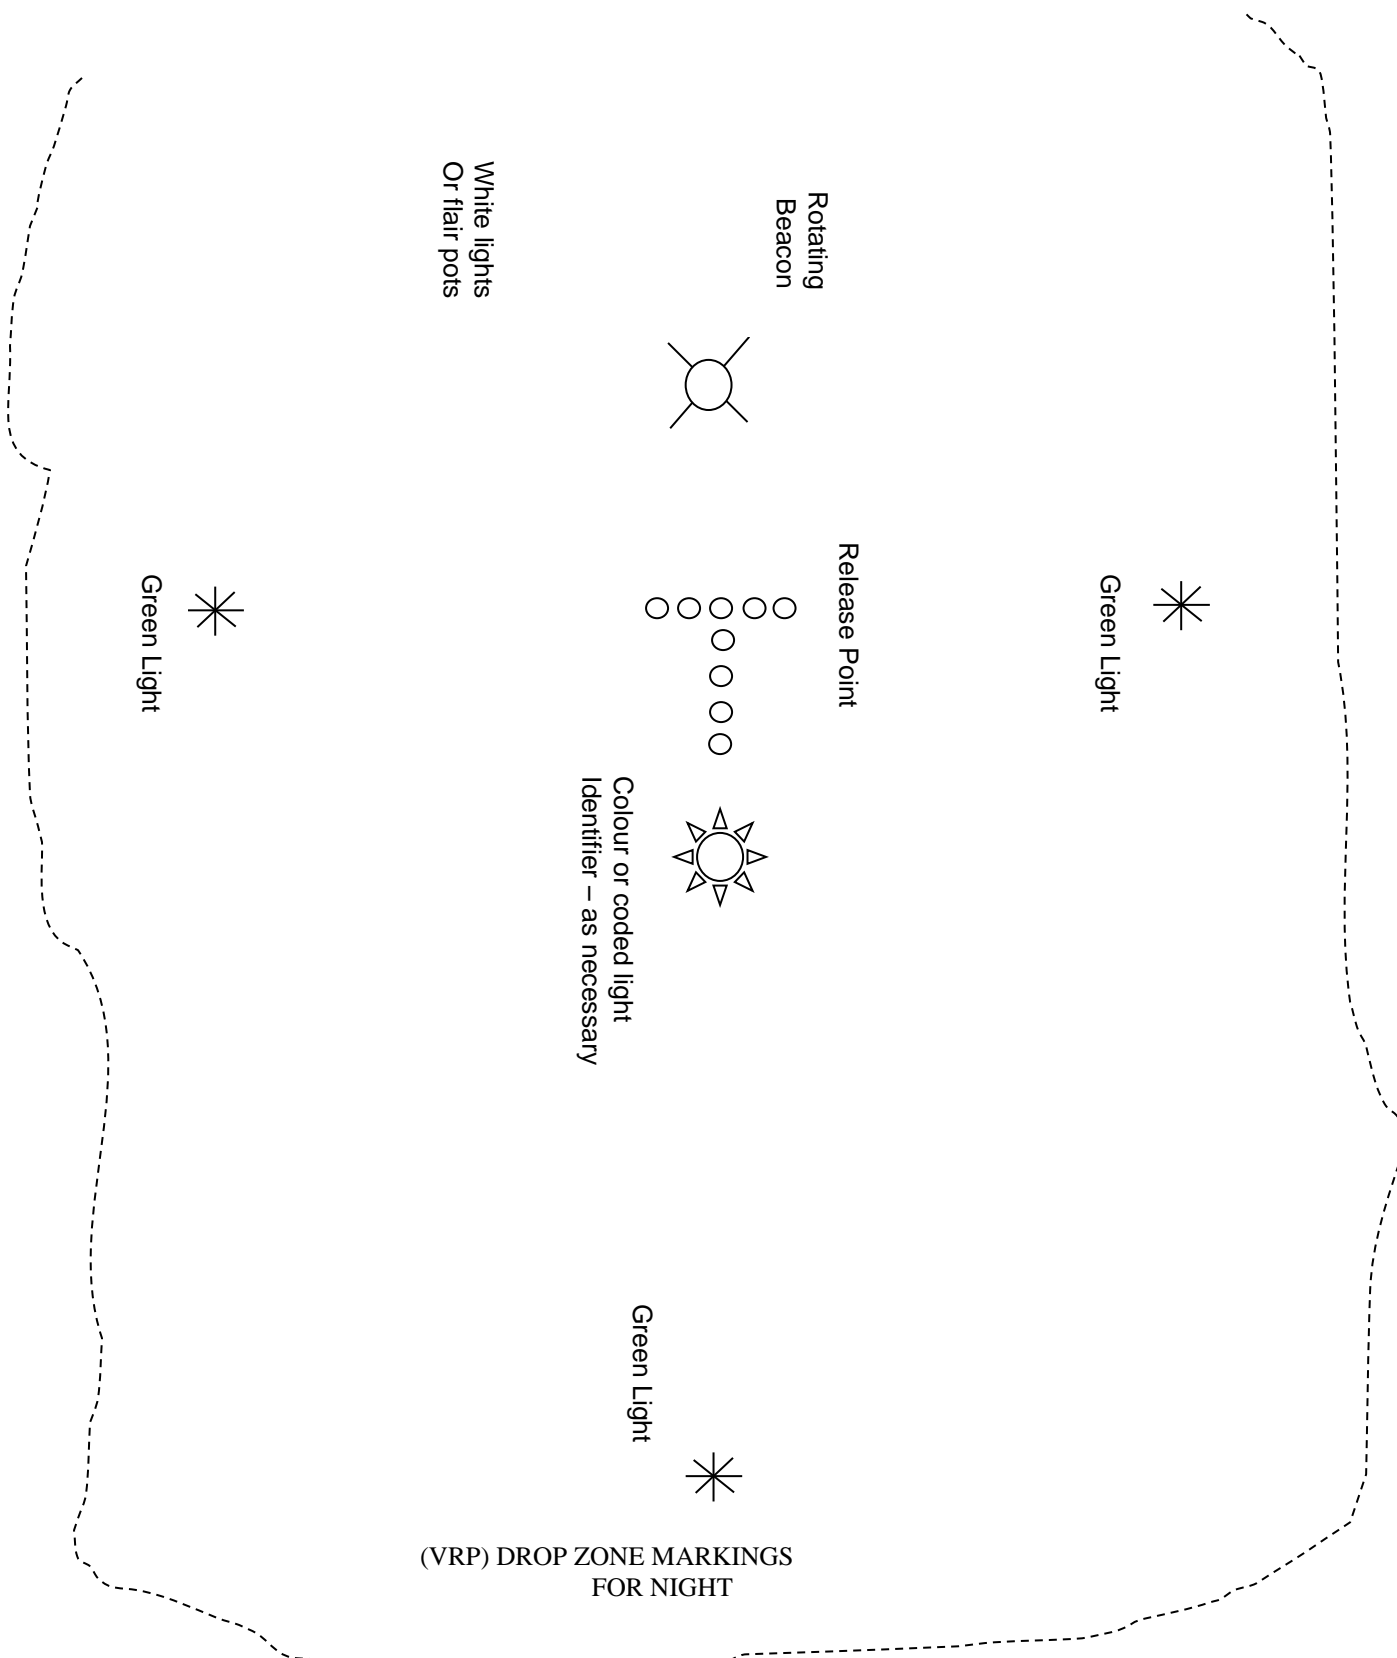 White lights
Or flair pots
Rotating
Beacon
Green Light
Release Point
Green Light
Colour or coded light
Identifier – as necessary
Green Light
(VRP) DROP ZONE MARKINGS
FOR NIGHT